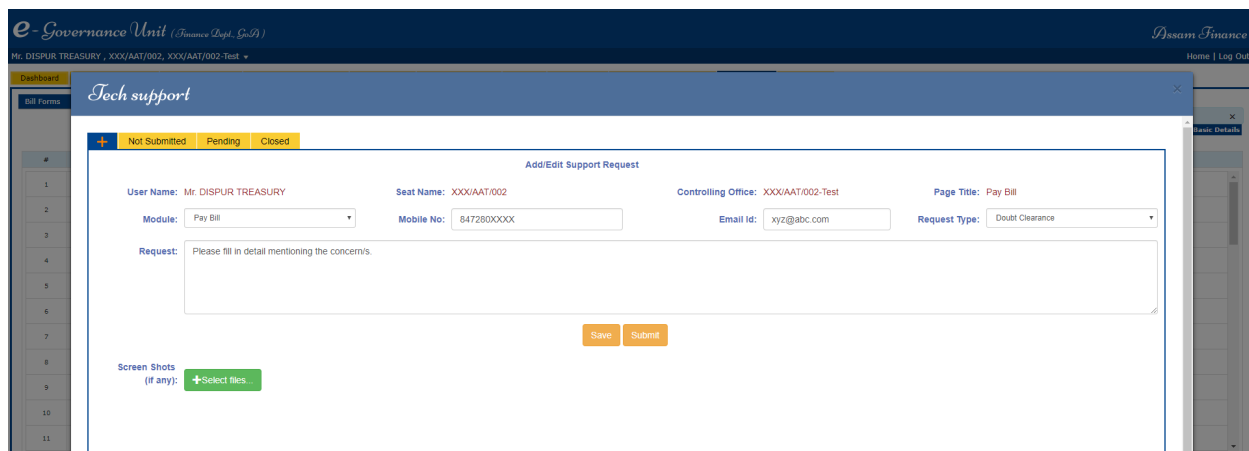 e- Governance Unit (Finance Dept., GoA)
Assam Finance
Mr. DISPUR TREASURY , XXX/AAT/002, XXX/AAT/002-Test
Home | Log Out
Dashboard
Bill Forms
Tech support
×
×
Basic Details
+ Not Submitted Pending Closed
Add/Edit Support Request
User Name: Mr. DISPUR TREASURY Seat Name: XXX/AAT/002 Controlling Office: XXX/AAT/002-Test Page Title: Pay Bill
Module: Pay Bill Mobile No: 847280XXXX Email Id: xyz@abc.com Request Type: Doubt Clearance
Request: Please fill in detail mentioning the concern/s.
Save Submit
Screen Shots
(if any): +Select files...
#
1
2
3
4
5
6
7
8
9
10
11